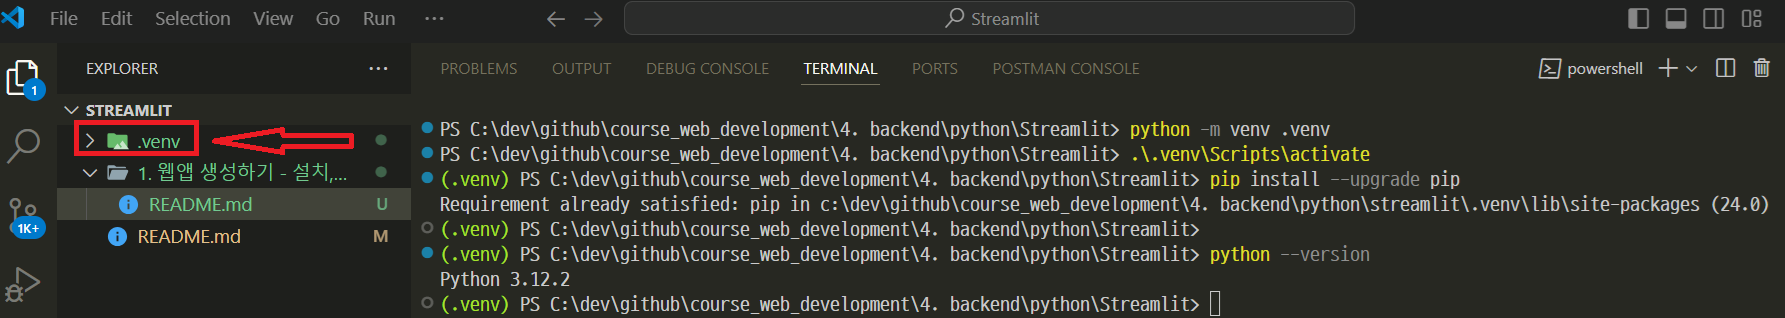 File Edit Selection View Go Run ··· Streamlit
EXPLORER ···
STREAMLIT
.venv
1. 웹앱 생성하기 - 설치,...
README.md U
README.md M
1
1K+
PROBLEMS OUTPUT DEBUG CONSOLE TERMINAL PORTS POSTMAN CONSOLE powershell
PS C:\dev\github\course_web_development\4. backend\python\Streamlit> python -m venv .venv
PS C:\dev\github\course_web_development\4. backend\python\Streamlit> .\.venv\Scripts\activate
(.venv) PS C:\dev\github\course_web_development\4. backend\python\Streamlit> pip install --upgrade pip
Requirement already satisfied: pip in c:\dev\github\course_web_development\4. backend\python\streamlit\.venv\lib\site-packages (24.0)
(.venv) PS C:\dev\github\course_web_development\4. backend\python\Streamlit>
(.venv) PS C:\dev\github\course_web_development\4. backend\python\Streamlit> python --version
Python 3.12.2
(.venv) PS C:\dev\github\course_web_development\4. backend\python\Streamlit>